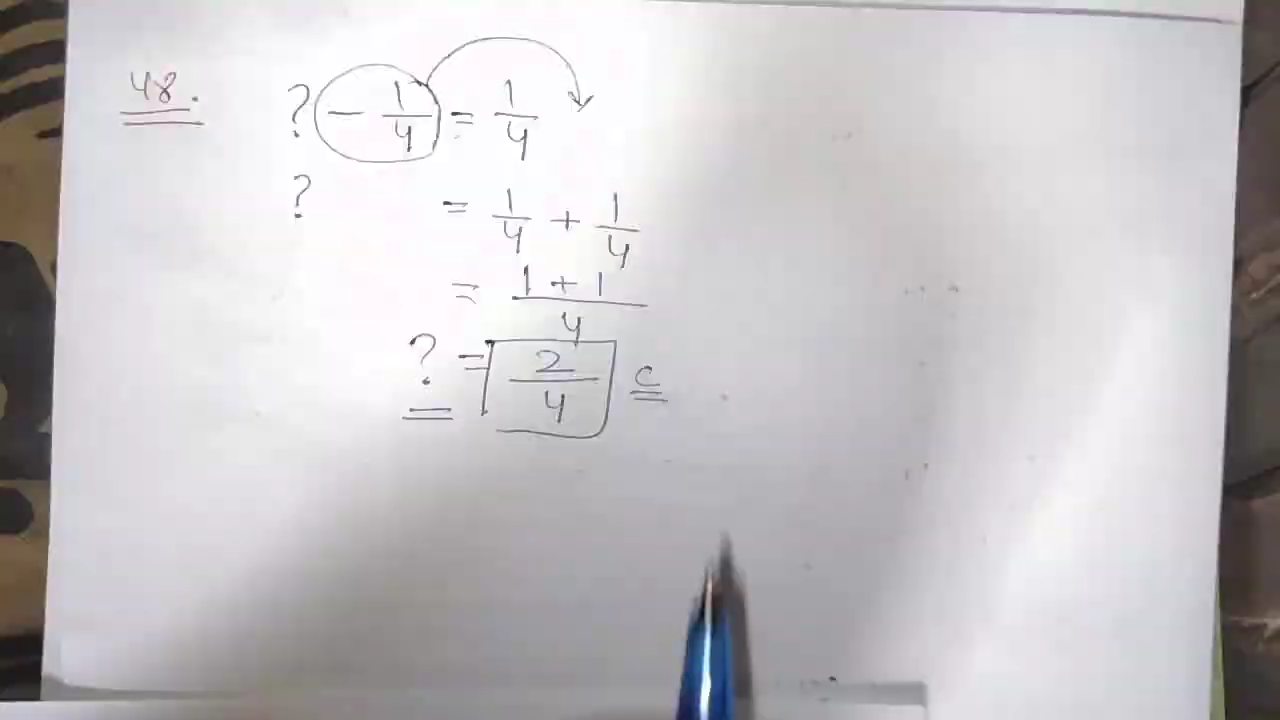 48. ? - 1/4 = 1/4
? = 1/4 + 1/4
= 1 + 1/4
? = 2/4 c